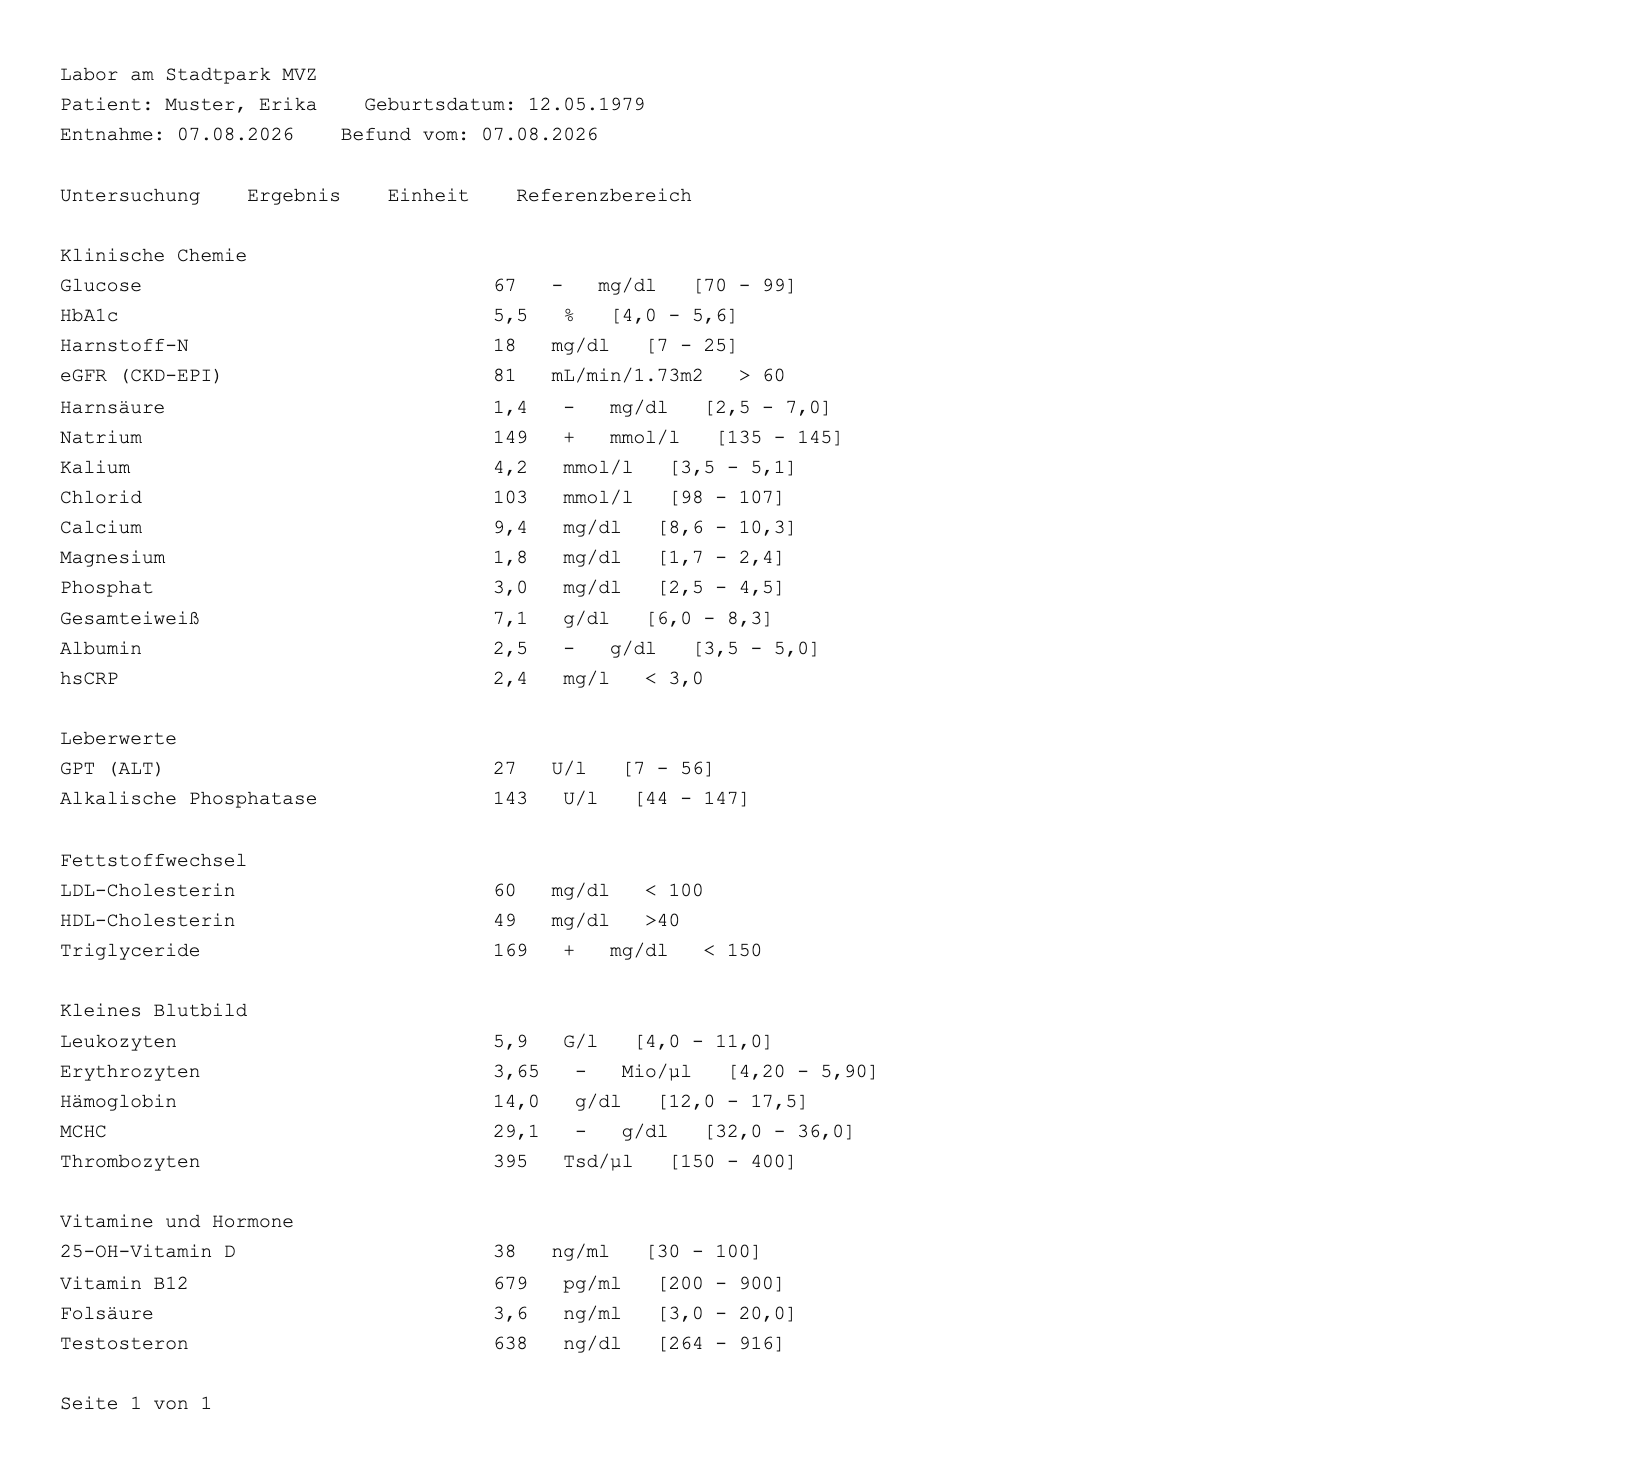 Labor am Stadtpark MVZ
Patient: Muster, Erika    Geburtsdatum: 12.05.1979
Entnahme: 07.08.2026    Befund vom: 07.08.2026
Untersuchung    Ergebnis    Einheit    Referenzbereich
Klinische Chemie
Glucose    67   -   mg/dl   [70 - 99]
HbA1c    5,5   %   [4,0 - 5,6]
Harnstoff-N    18   mg/dl   [7 - 25]
eGFR (CKD-EPI)    81   mL/min/1.73m2   > 60
Harnsäure    1,4   -   mg/dl   [2,5 - 7,0]
Natrium    149   +   mmol/l   [135 - 145]
Kalium    4,2   mmol/l   [3,5 - 5,1]
Chlorid    103   mmol/l   [98 - 107]
Calcium    9,4   mg/dl   [8,6 - 10,3]
Magnesium    1,8   mg/dl   [1,7 - 2,4]
Phosphat    3,0   mg/dl   [2,5 - 4,5]
Gesamteiweiß    7,1   g/dl   [6,0 - 8,3]
Albumin    2,5   -   g/dl   [3,5 - 5,0]
hsCRP    2,4   mg/l   < 3,0
Leberwerte
GPT (ALT)    27   U/l   [7 - 56]
Alkalische Phosphatase    143   U/l   [44 - 147]
Fettstoffwechsel
LDL-Cholesterin    60   mg/dl   < 100
HDL-Cholesterin    49   mg/dl   >40
Triglyceride    169   +   mg/dl   < 150
Kleines Blutbild
Leukozyten    5,9   G/l   [4,0 - 11,0]
Erythrozyten    3,65   -   Mio/µl   [4,20 - 5,90]
Hämoglobin    14,0   g/dl   [12,0 - 17,5]
MCHC    29,1   -   g/dl   [32,0 - 36,0]
Thrombozyten    395   Tsd/µl   [150 - 400]
Vitamine und Hormone
25-OH-Vitamin D    38   ng/ml   [30 - 100]
Vitamin B12    679   pg/ml   [200 - 900]
Folsäure    3,6   ng/ml   [3,0 - 20,0]
Testosteron    638   ng/dl   [264 - 916]
Seite 1 von 1